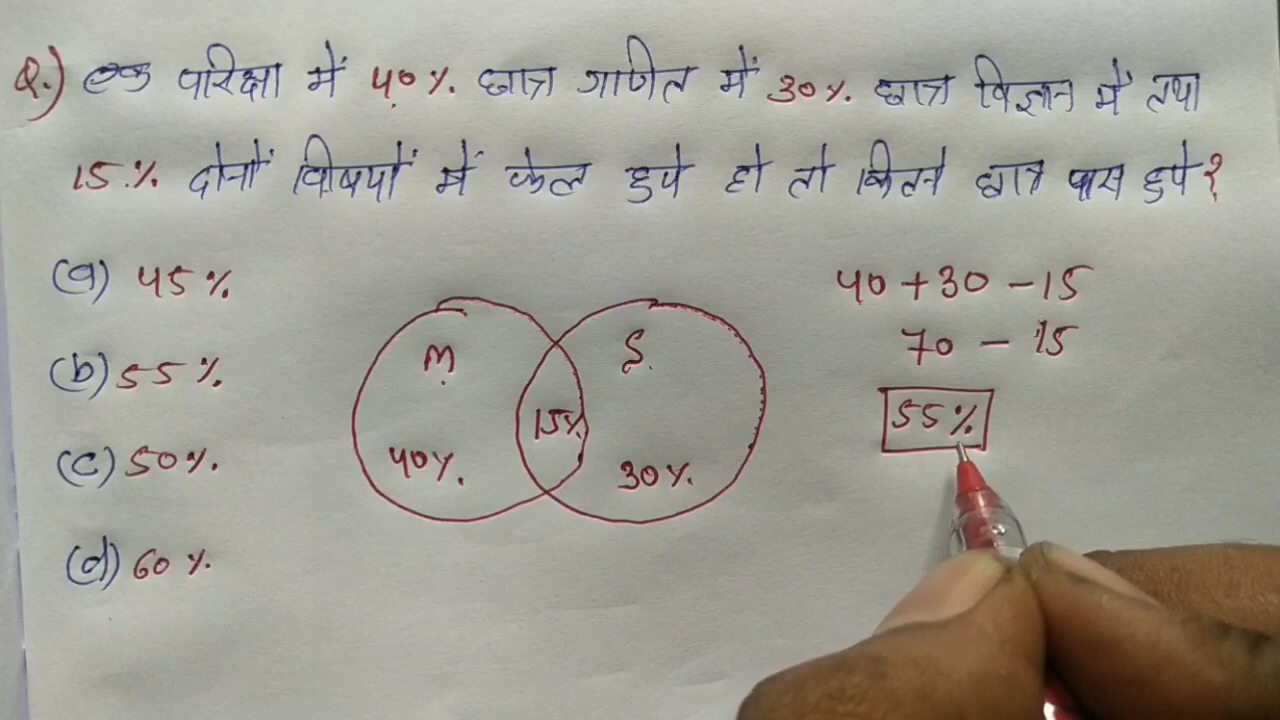 Q.) एक परिक्षा में 40%. छात्र गणित में 30%. छात्र विज्ञान में तथा
15.%. दोनों विषयों में फेल हुये हो तो कितने छात्र पास हुये?
(a) 45%.
(b) 55%.
(c) 50%.
(d) 60%.
M S
15%
40%. 30%.
40 + 30 - 15
70 - 15
55%